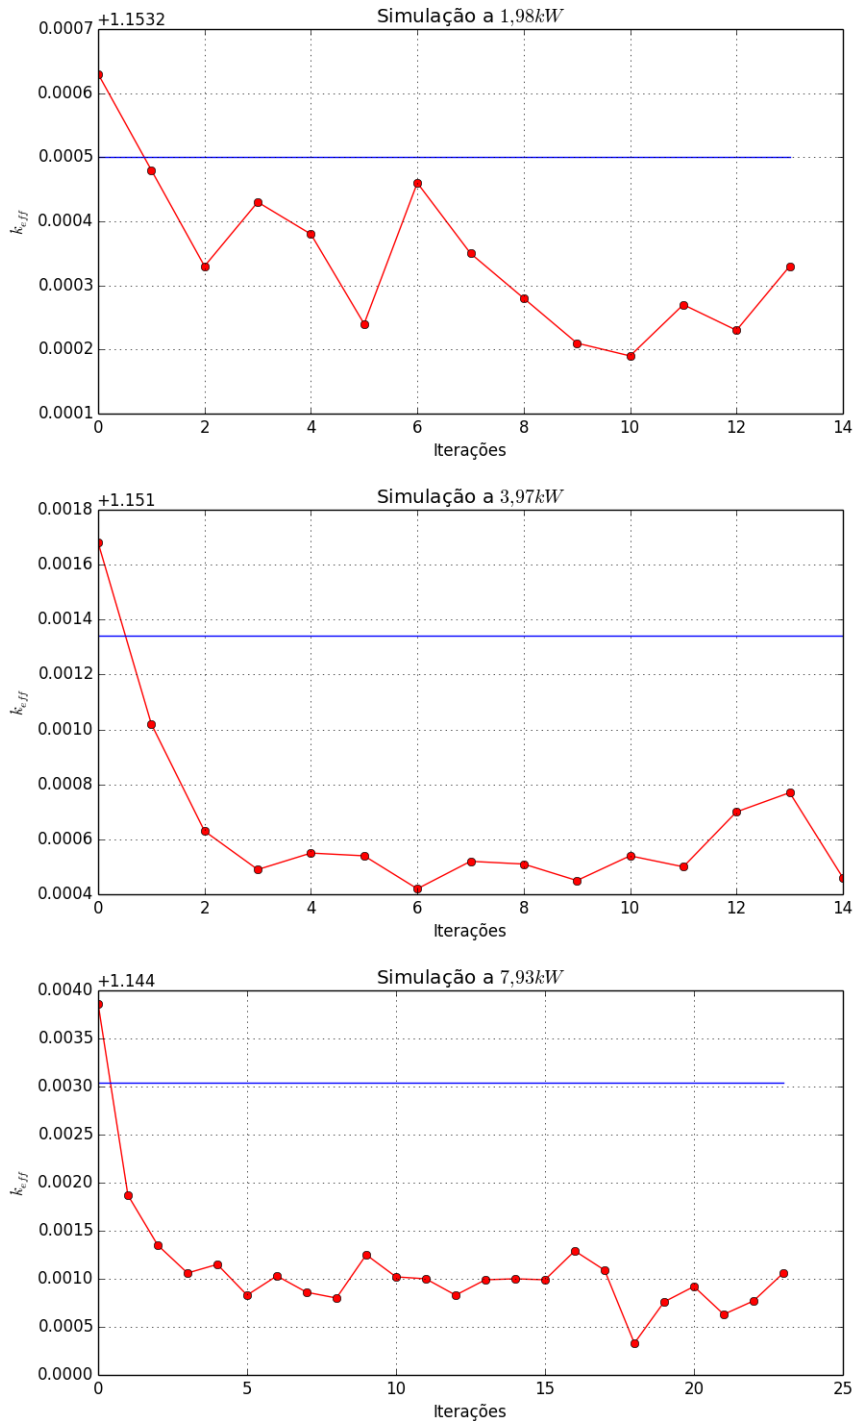 Simulação a 1,98kW
+1.1532
0.0007
0.0006
0.0005
0.0004
0.0003
0.0002
0.0001
k_eff
0 2 4 6 8 10 12 14
Iterações
Simulação a 3,97kW
+1.151
0.0018
0.0016
0.0014
0.0012
0.0010
0.0008
0.0006
0.0004
k_eff
0 2 4 6 8 10 12 14
Iterações
Simulação a 7,93kW
+1.144
0.0040
0.0035
0.0030
0.0025
0.0020
0.0015
0.0010
0.0005
0.0000
k_eff
0 5 10 15 20 25
Iterações